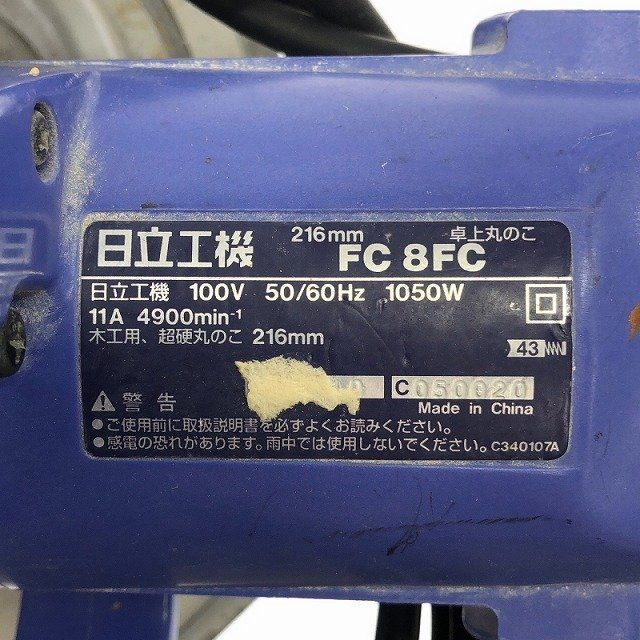 日立工機 216mm 卓上丸のこ
FC 8FC
日立工機 100V 50/60Hz 1050W
11A 4900min⁻¹
木工用、超硬丸のこ 216mm
43
C050020
⚠ 警告 Made in China
●ご使用前に取扱説明書を必ずよくお読みください。
●感電の恐れがあります。雨中では使用しないでください。 C340107A